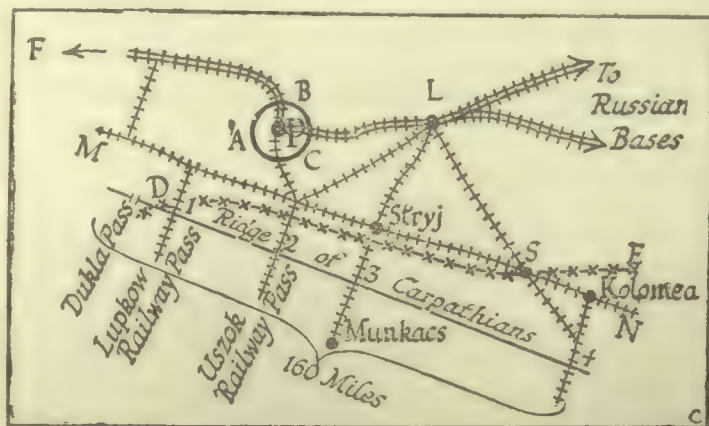 F
B
L
To
Russian
Bases
A
P
C
M
Stryj
D
1
Ridge 2 of 3 Carpathians 4
S
E
Kolomea
N
Dukla Pass
Lupkow
Railway Pass
Uszok
Railway Pass
Munkacs
160 Miles
C